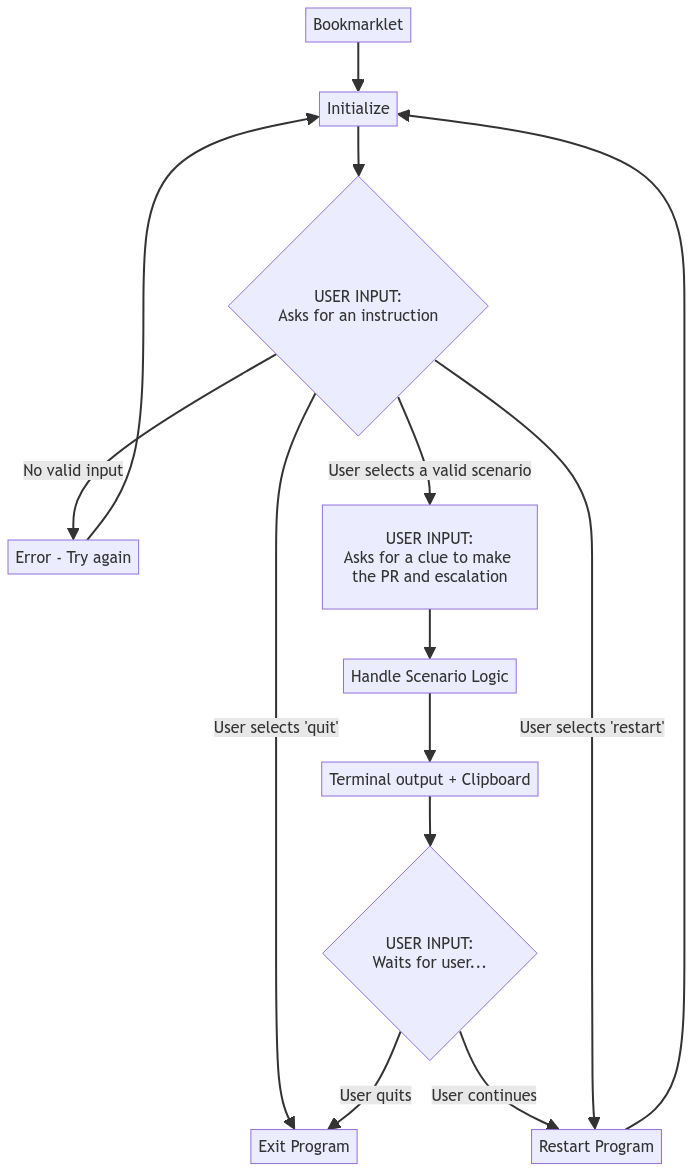 Bookmarklet
Initialize
USER INPUT:
Asks for an instruction
No valid input
User selects a valid scenario
Error - Try again
USER INPUT:
Asks for a clue to make
the PR and escalation
Handle Scenario Logic
User selects 'quit'
User selects 'restart'
Terminal output + Clipboard
USER INPUT:
Waits for user...
User quits
User continues
Exit Program
Restart Program